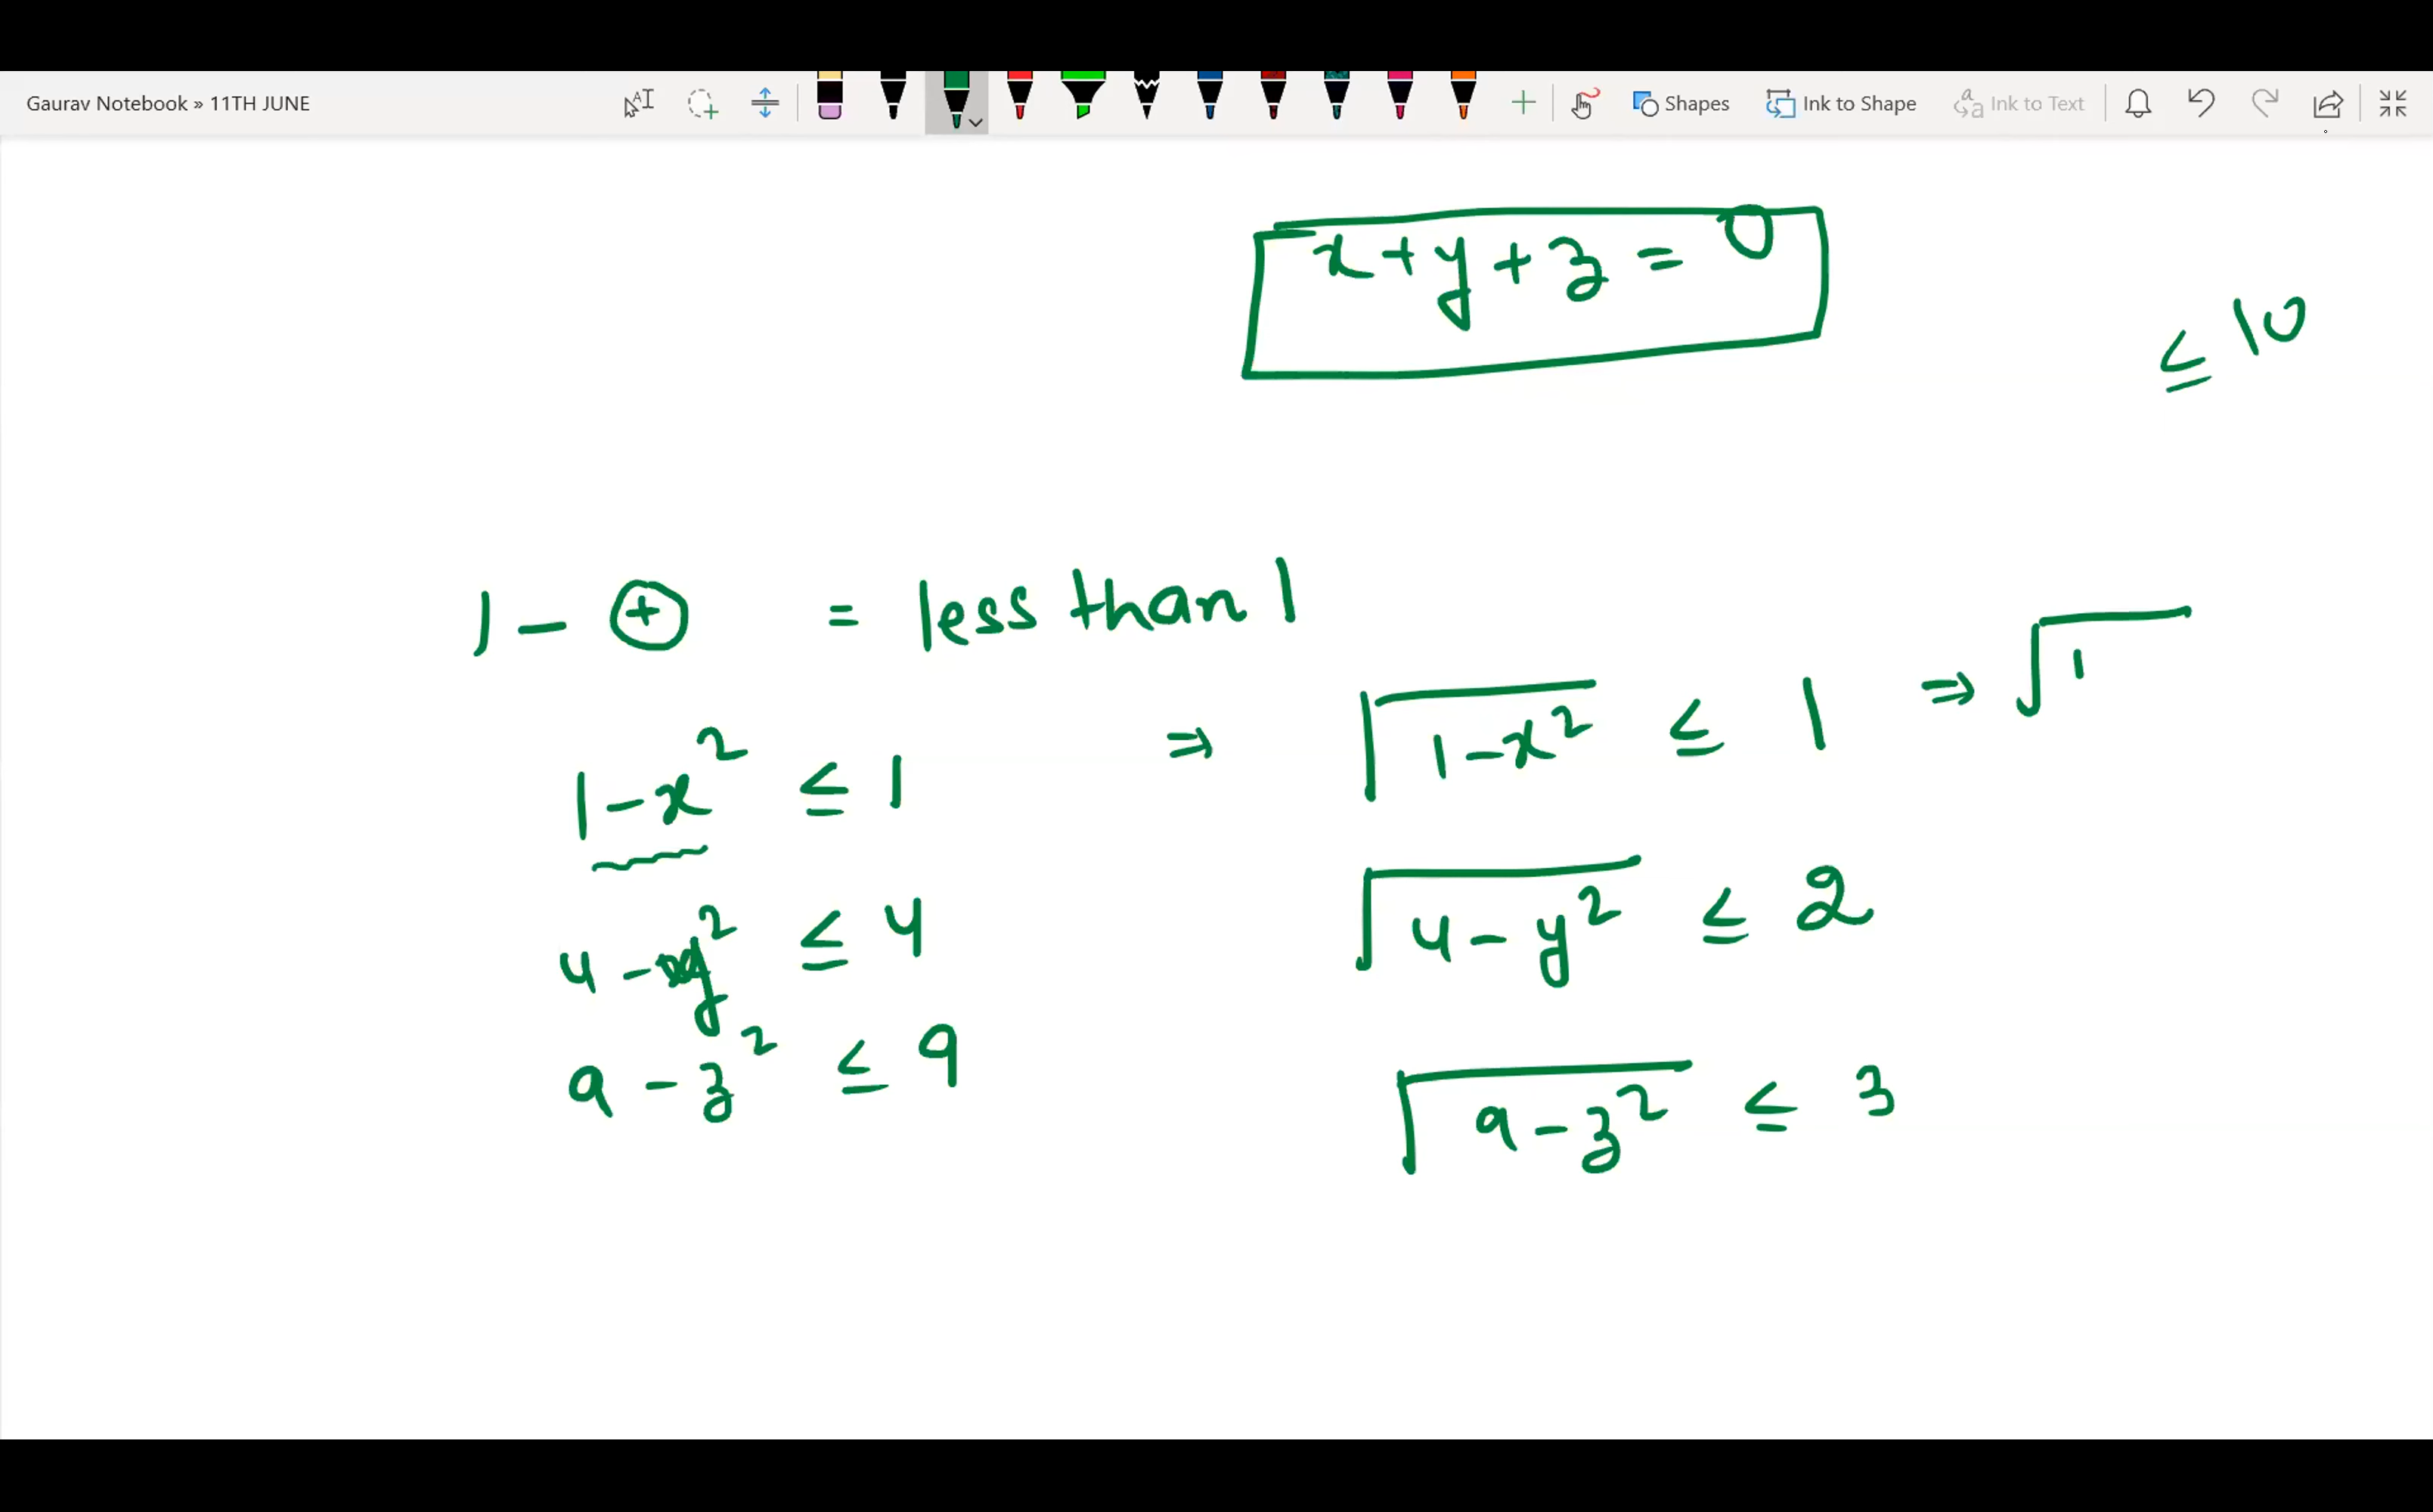 Gaurav Notebook » 11TH JUNE
Shapes Ink to Shape Ink to Text
x + y + z = 0
≤ 10
1 - (+) = less than 1
1 - x² ≤ 1 ⇒ √(1 - x²) ≤ 1 ⇒ √1
4 - y² ≤ 4 √(4 - y²) ≤ 2
9 - z² ≤ 9 √(9 - z²) ≤ 3